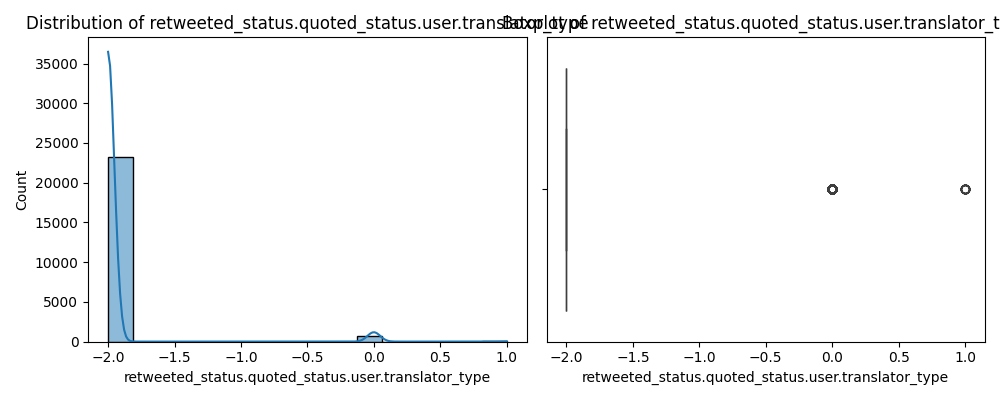 Distribution of retweeted_status.quoted_status.user.translator_type
35000
30000
25000
20000
15000
10000
5000
0
Count
−2.0 −1.5 −1.0 −0.5 0.0 0.5 1.0
retweeted_status.quoted_status.user.translator_type
Boxplot of retweeted_status.quoted_status.user.translator_t
−2.0 −1.5 −1.0 −0.5 0.0 0.5 1.0
retweeted_status.quoted_status.user.translator_type